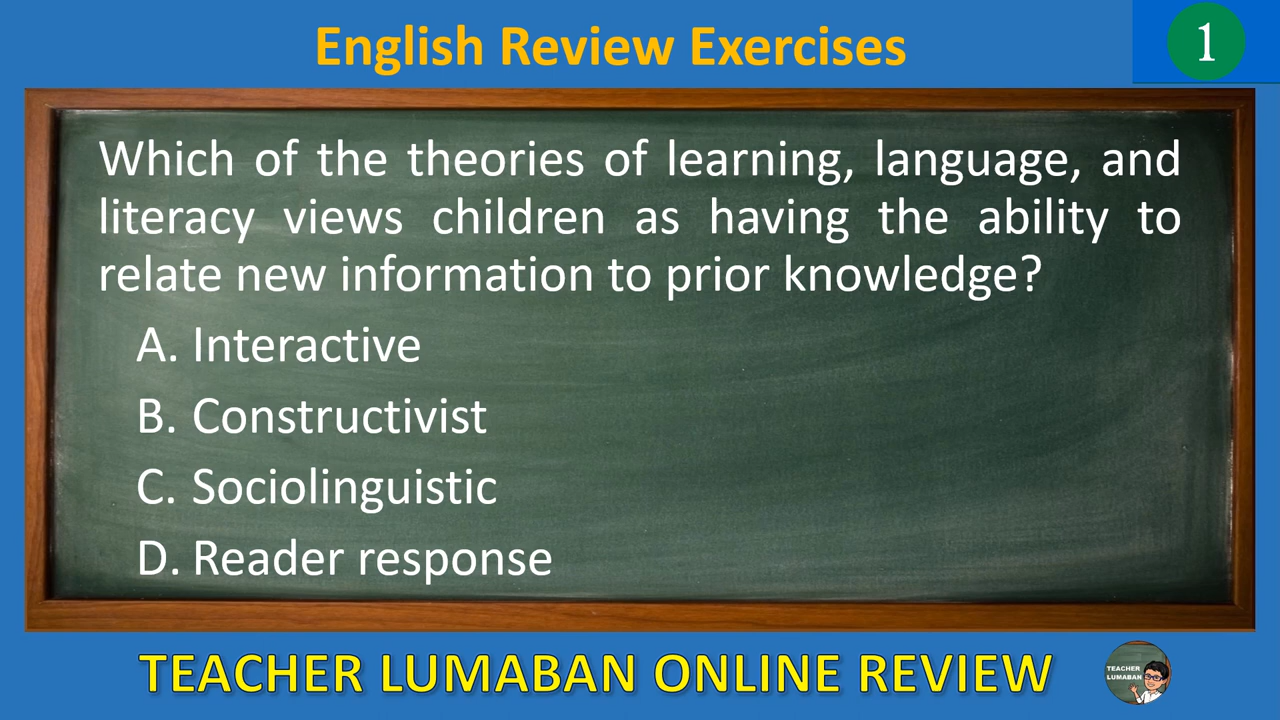 English Review Exercises
1
Which of the theories of learning, language, and
literacy views children as having the ability to
relate new information to prior knowledge?
A. Interactive
B. Constructivist
C. Sociolinguistic
D. Reader response
TEACHER LUMABAN ONLINE REVIEW
TEACHER
LUMABAN